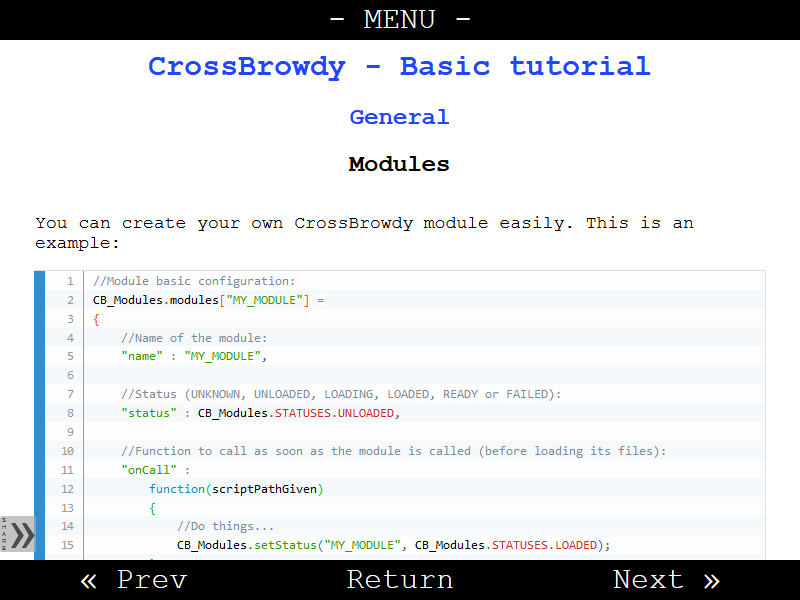 - MENU -
CrossBrowdy - Basic tutorial
General
Modules
You can create your own CrossBrowdy module easily. This is an
example:
1 //Module basic configuration:
2 CB_Modules.modules["MY_MODULE"] =
3 {
4 //Name of the module:
5 "name" : "MY_MODULE",
6
7 //Status (UNKNOWN, UNLOADED, LOADING, LOADED, READY or FAILED):
8 "status" : CB_Modules.STATUSES.UNLOADED,
9
10 //Function to call as soon as the module is called (before loading its files):
11 "onCall" :
12 function(scriptPathGiven)
13 {
14 //Do things...
15 CB_Modules.setStatus("MY_MODULE", CB_Modules.STATUSES.LOADED);
SHARE »
« Prev Return Next »